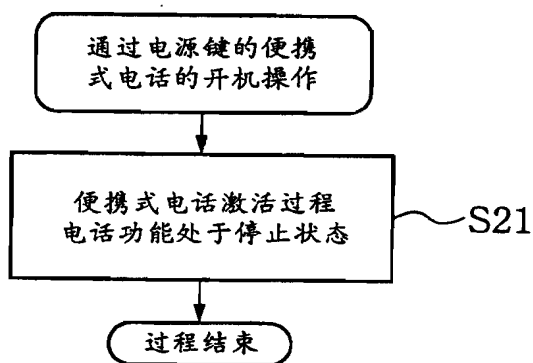 通过电源键的便携
式电话的开机操作
便携式电话激活过程
电话功能处于停止状态
S21
过程结束